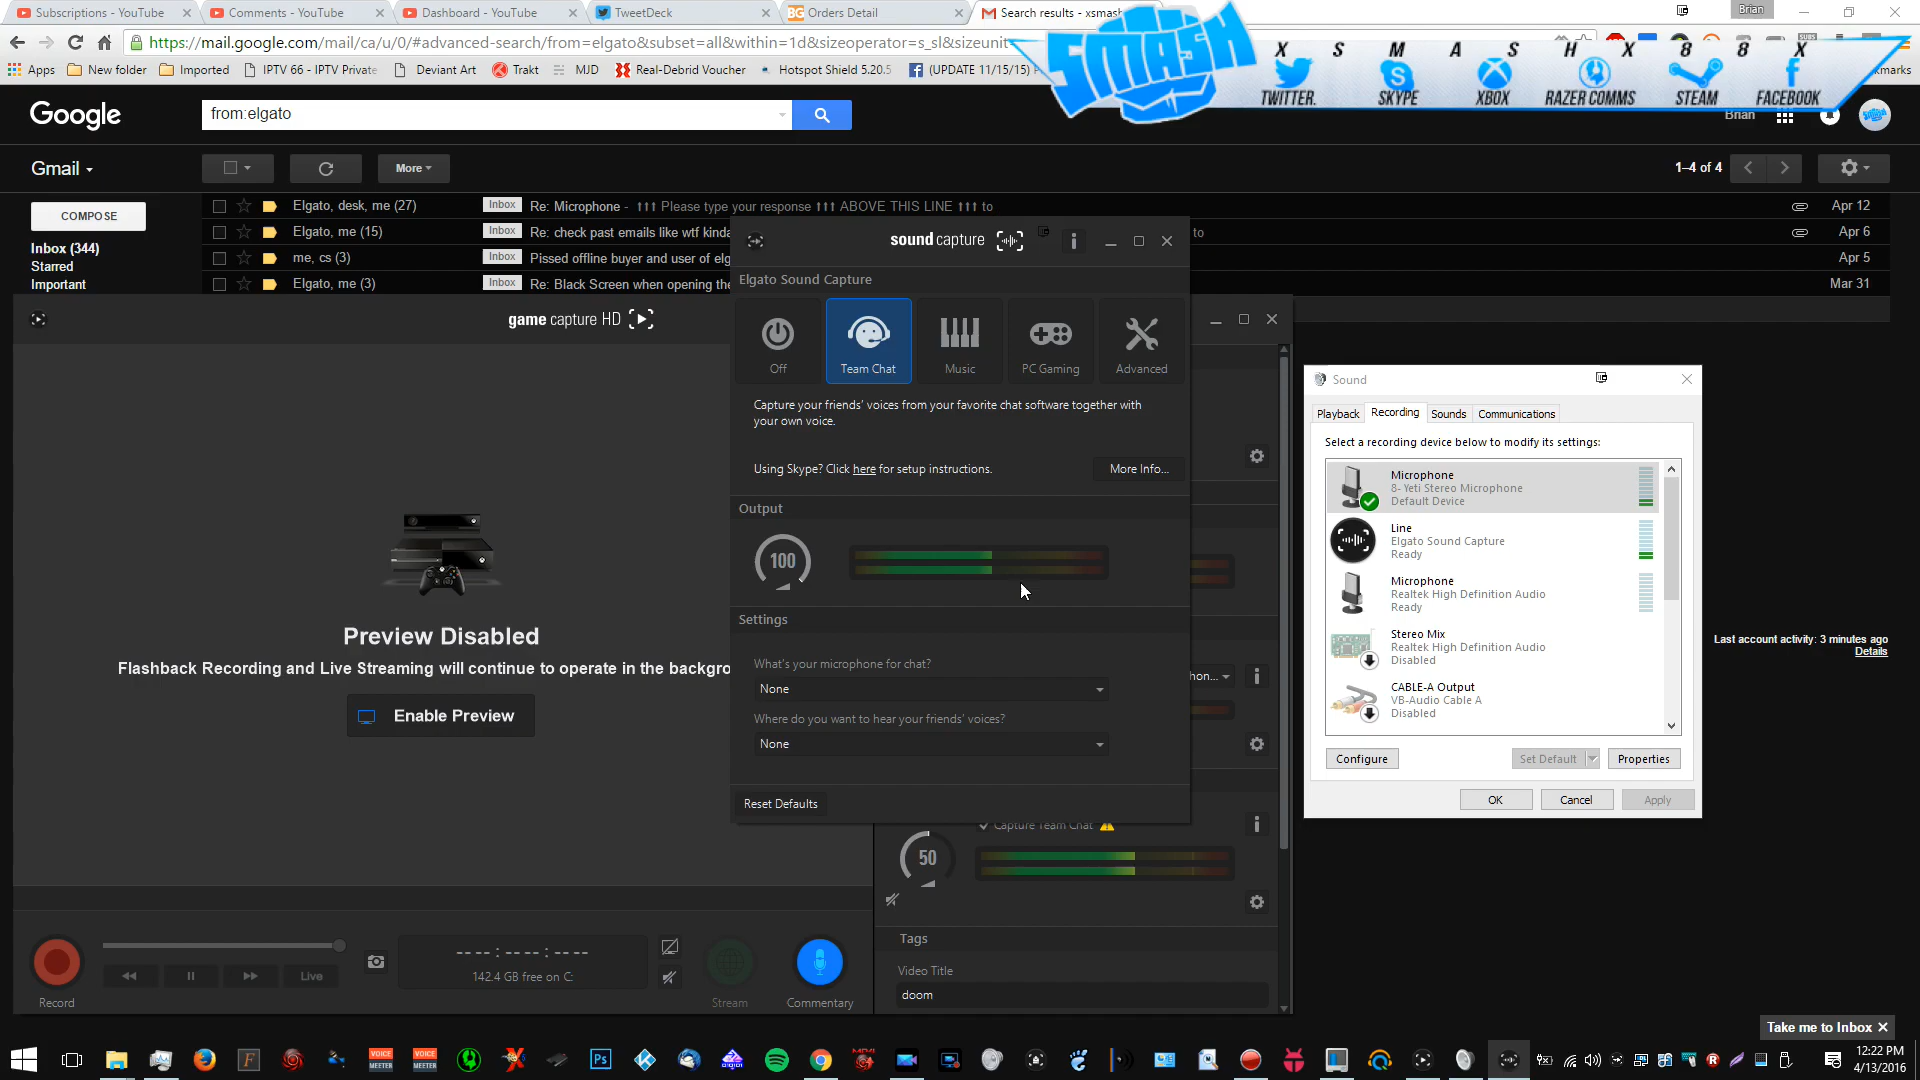 Subscriptions - YouTube
Comments - YouTube
Dashboard - YouTube
TweetDeck
Orders Detail
Search results - xsmash
Brian
https://mail.google.com/mail/ca/u/0/#advanced-search/from=elgato&subset=all&within=1d&sizeoperator=s_sl&sizeunit
Apps
New folder
Imported
IPTV 66 - IPTV Private
Deviant Art
Trakt
MJD
Real-Debrid Voucher
Hotspot Shield 5.20.5
(UPDATE 11/15/15)
SMASH
X S M A S H X 8 8 X
TWITTER.
SKYPE
XBOX
RAZER COMMS
STEAM
FACEBOOK
Google
from:elgato
Brian
Gmail
More
1–4 of 4
COMPOSE
Inbox (344)
Starred
Important
Elgato, desk, me (27) Inbox Re: Microphone - ↑↑↑ Please type your response ↑↑↑ ABOVE THIS LINE ↑↑↑ to Apr 12
Elgato, me (15) Inbox Re: check past emails like wtf kinda to Apr 6
me, cs (3) Inbox Pissed offline buyer and user of elg Apr 5
Elgato, me (3) Inbox Re: Black Screen when opening the Mar 31
game capture HD
Preview Disabled
Flashback Recording and Live Streaming will continue to operate in the backgro
Enable Preview
Record
Live
---- : ---- : ----
142.4 GB free on C:
Stream
Commentary
sound capture
Elgato Sound Capture
Off
Team Chat
Music
PC Gaming
Advanced
Capture your friends' voices from your favorite chat software together with
your own voice.
Using Skype? Click here for setup instructions.
More Info...
Output
100
Settings
What's your microphone for chat?
None
Where do you want to hear your friends' voices?
None
Reset Defaults
hon...
Capture Team Chat
50
Tags
Video Title
doom
Sound
Playback
Recording
Sounds
Communications
Select a recording device below to modify its settings:
Microphone
8- Yeti Stereo Microphone
Default Device
Line
Elgato Sound Capture
Ready
Microphone
Realtek High Definition Audio
Ready
Stereo Mix
Realtek High Definition Audio
Disabled
CABLE-A Output
VB-Audio Cable A
Disabled
Configure
Set Default
Properties
OK
Cancel
Apply
Last account activity: 3 minutes ago
Details
Take me to Inbox
VOICE MEETER
VOICE MEETER
Ps
12:22 PM
4/13/2016